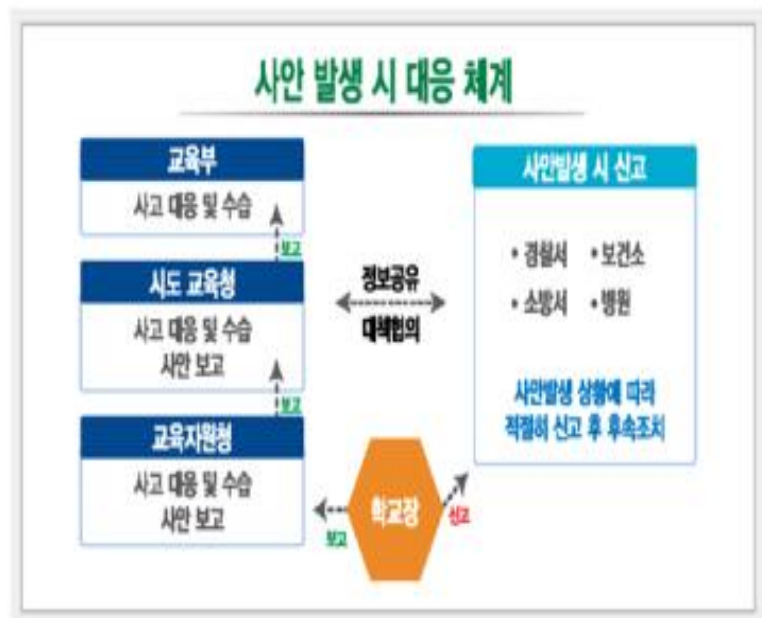 사안 발생 시 대응 체계
교육부
사고 대응 및 수습
보고
시도 교육청
사고 대응 및 수습
사안 보고
보고
교육지원청
사고 대응 및 수습
사안 보고
정보공유
대책협의
보고
학교장
신고
사안발생 시 신고
• 경찰서 • 보건소
• 소방서 • 병원
사안발생 상황에 따라
적절히 신고 후 후속조치